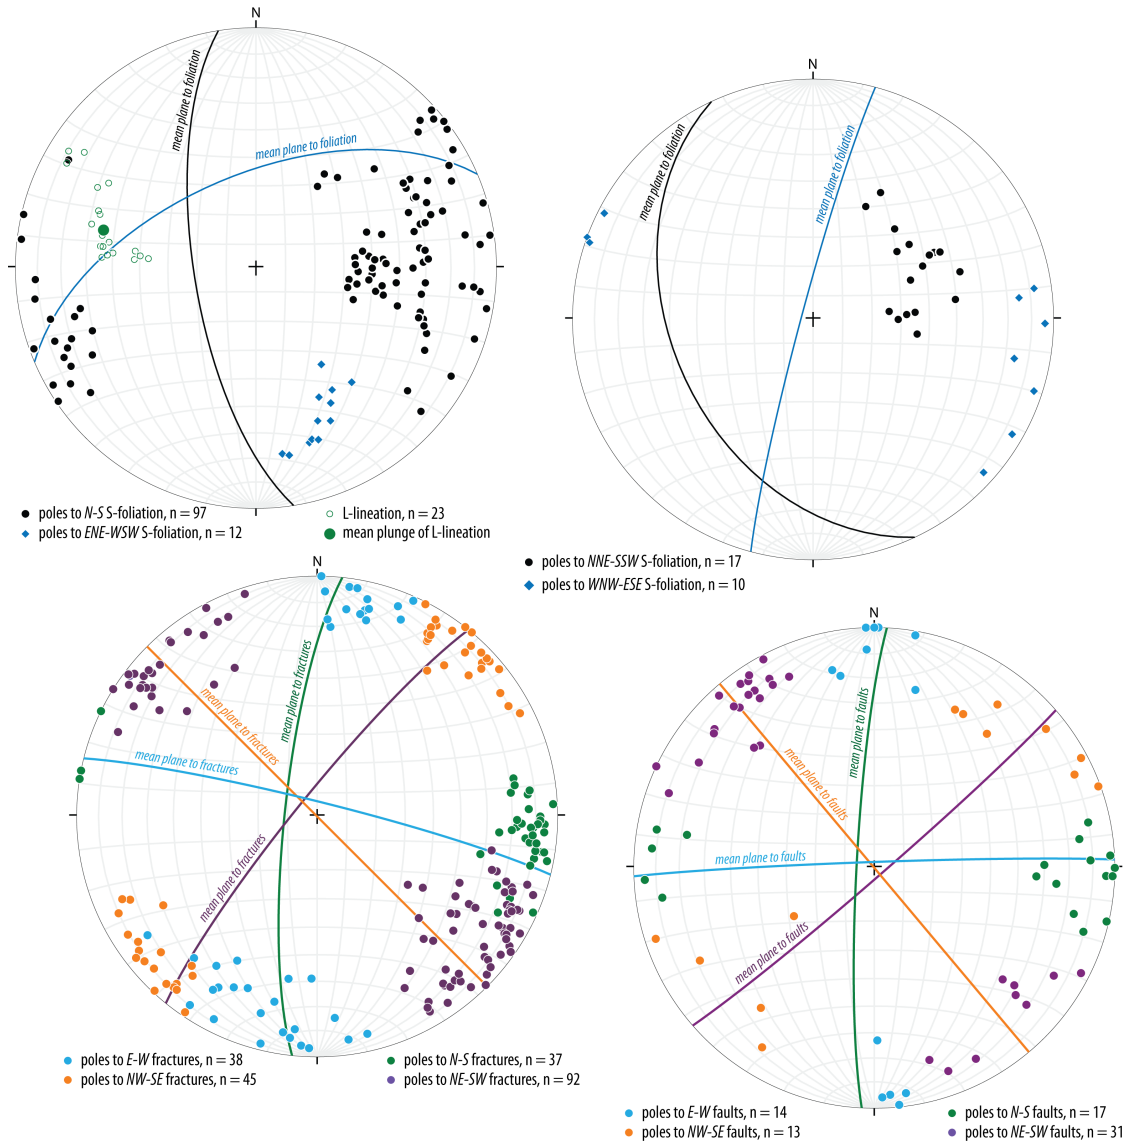 N
mean plane to foliation
mean plane to foliation
poles to N-S S-foliation, n = 97
poles to ENE-WSW S-foliation, n = 12
L-lineation, n = 23
mean plunge of L-lineation
N
mean plane to foliation
mean plane to foliation
poles to NNE-SSW S-foliation, n = 17
poles to WNW-ESE S-foliation, n = 10
N
mean plane to fractures
mean plane to fractures
mean plane to fractures
mean plane to fractures
poles to E-W fractures, n = 38
poles to NW-SE fractures, n = 45
poles to N-S fractures, n = 37
poles to NE-SW fractures, n = 92
N
mean plane to faults
mean plane to faults
mean plane to faults
mean plane to faults
poles to E-W faults, n = 14
poles to NW-SE faults, n = 13
poles to N-S faults, n = 17
poles to NE-SW faults, n = 31